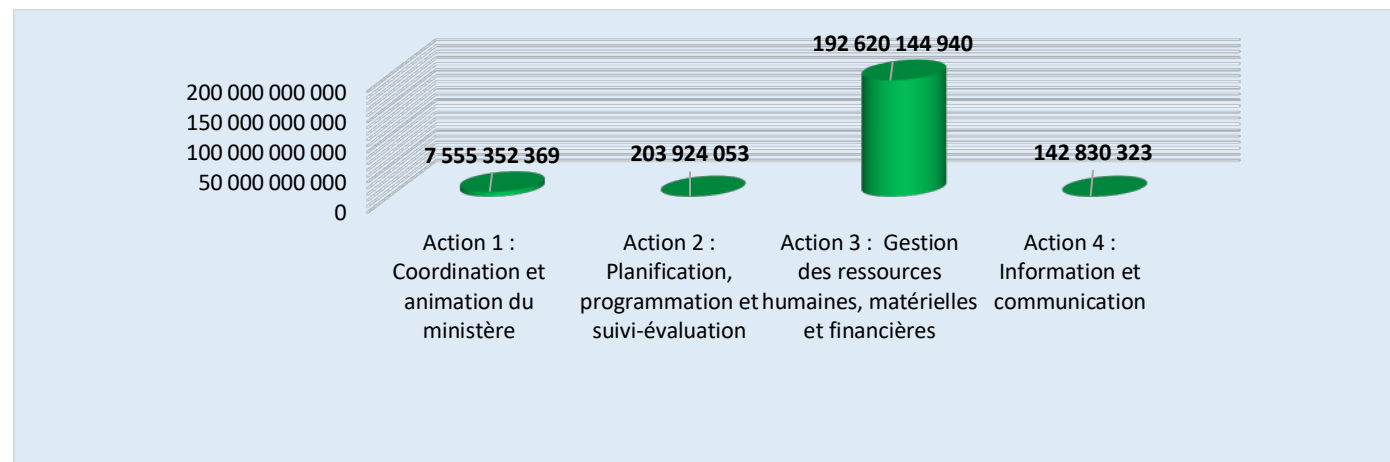 192 620 144 940
200 000 000 000
150 000 000 000
100 000 000 000
50 000 000 000
0
7 555 352 369
203 924 053
142 830 323
Action 1 :
Coordination et
animation du
ministère
Action 2 :
Planification,
programmation et
suivi-évaluation
Action 3 :  Gestion
des ressources
humaines, matérielles
et financières
Action 4 :
Information et
communication